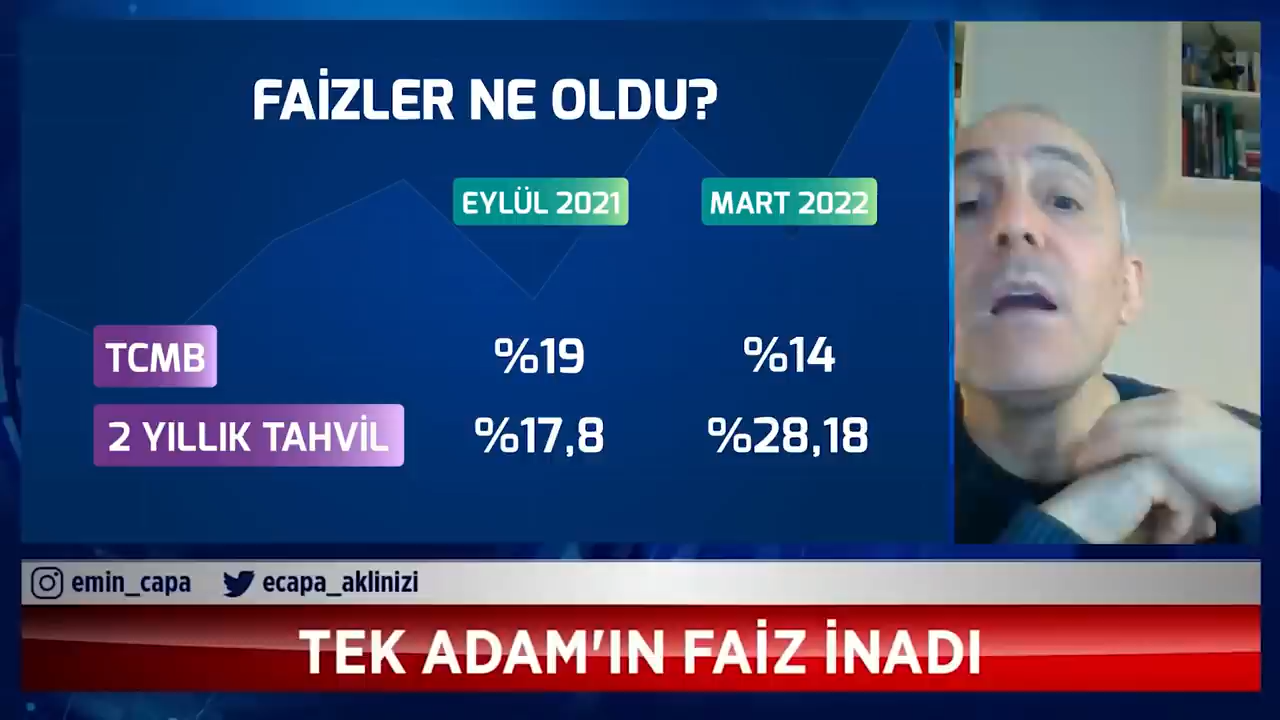 FAİZLER NE OLDU?
EYLÜL 2021 MART 2022
TCMB %19 %14
2 YILLIK TAHVİL %17,8 %28,18
emin_capa ecapa_aklinizi
TEK ADAM'IN FAİZ İNADI